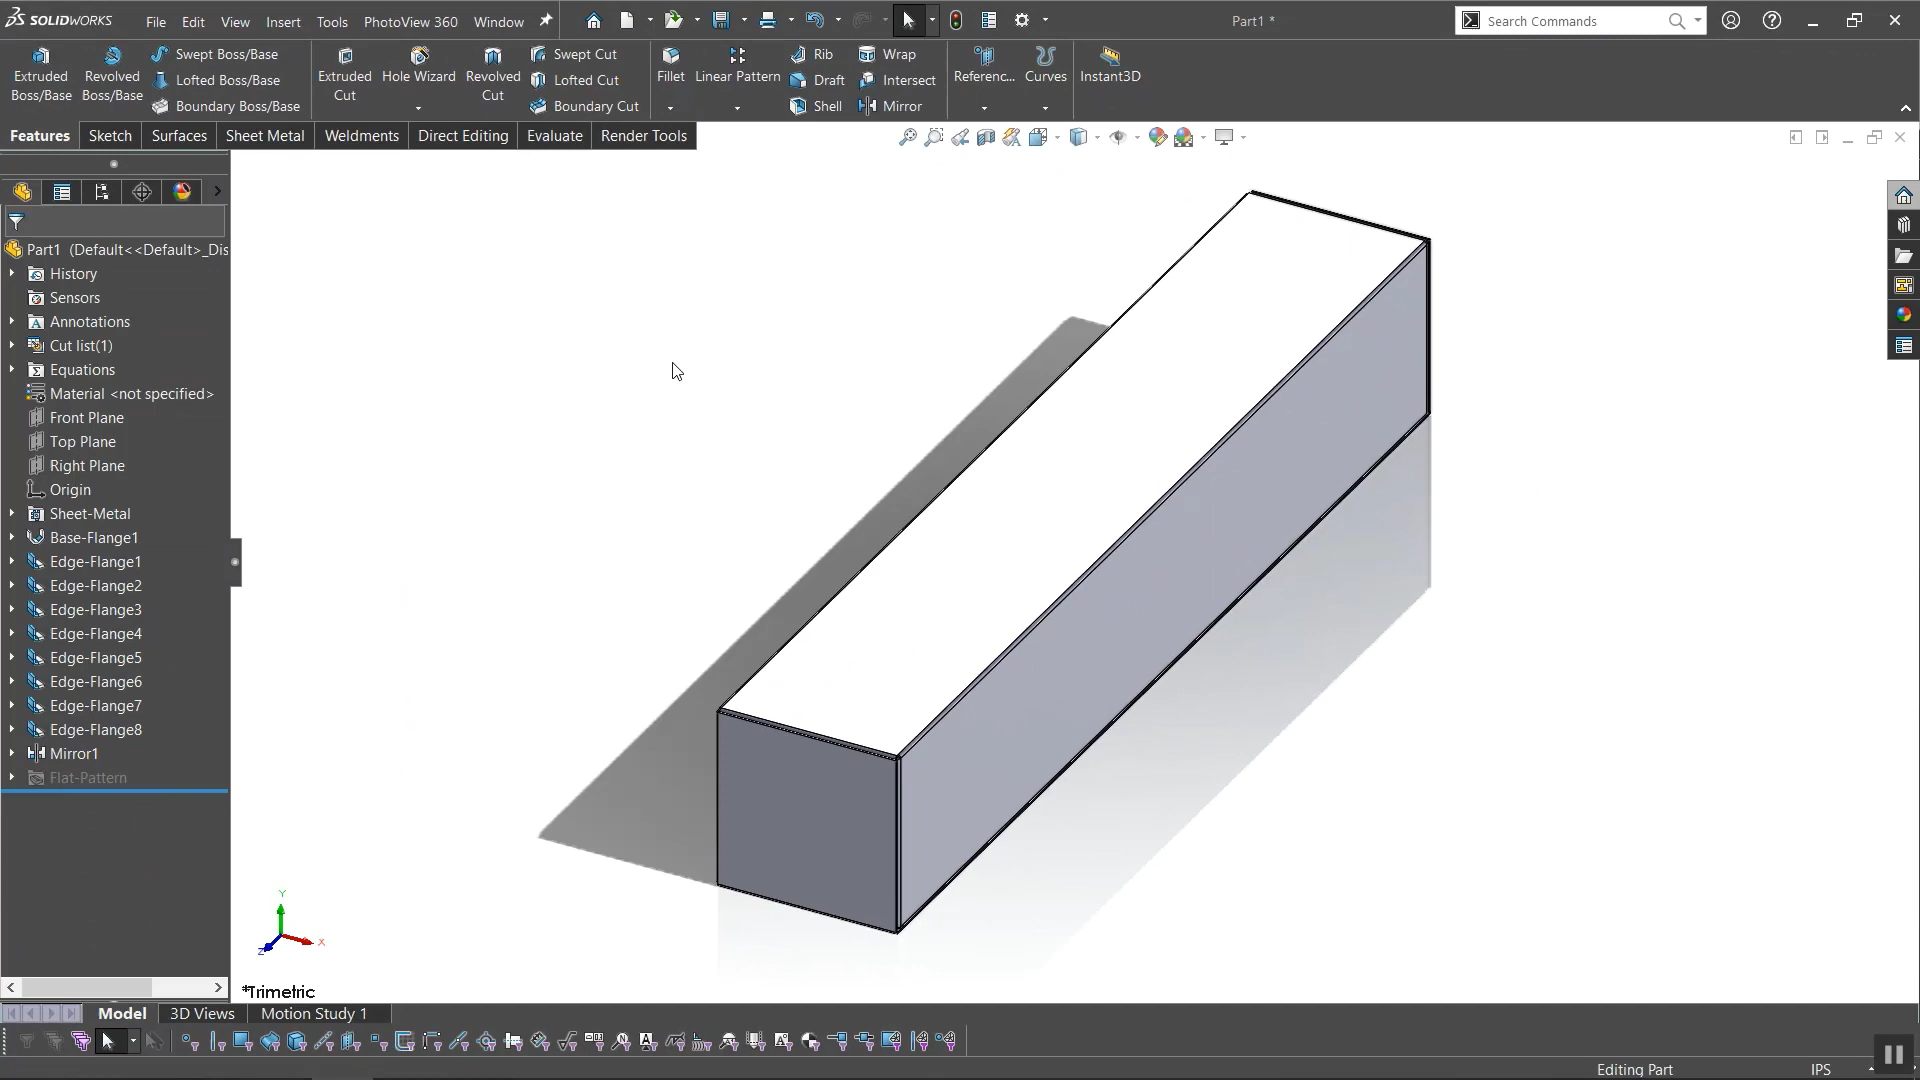 SOLIDWORKS File Edit View Insert Tools PhotoView 360 Window Part1 * Search Commands
Extruded Boss/Base
Revolved Boss/Base
Swept Boss/Base
Lofted Boss/Base
Boundary Boss/Base
Extruded Cut
Hole Wizard
Revolved Cut
Swept Cut
Lofted Cut
Boundary Cut
Fillet
Linear Pattern
Rib
Draft
Shell
Wrap
Intersect
Mirror
Referenc...
Curves
Instant3D
Features Sketch Surfaces Sheet Metal Weldments Direct Editing Evaluate Render Tools
Part1 (Default<<Default>_Dis
History
Sensors
Annotations
Cut list(1)
Equations
Material <not specified>
Front Plane
Top Plane
Right Plane
Origin
Sheet-Metal
Base-Flange1
Edge-Flange1
Edge-Flange2
Edge-Flange3
Edge-Flange4
Edge-Flange5
Edge-Flange6
Edge-Flange7
Edge-Flange8
Mirror1
Flat-Pattern
Y
X
Z
*Trimetric
Model 3D Views Motion Study 1
Editing Part IPS